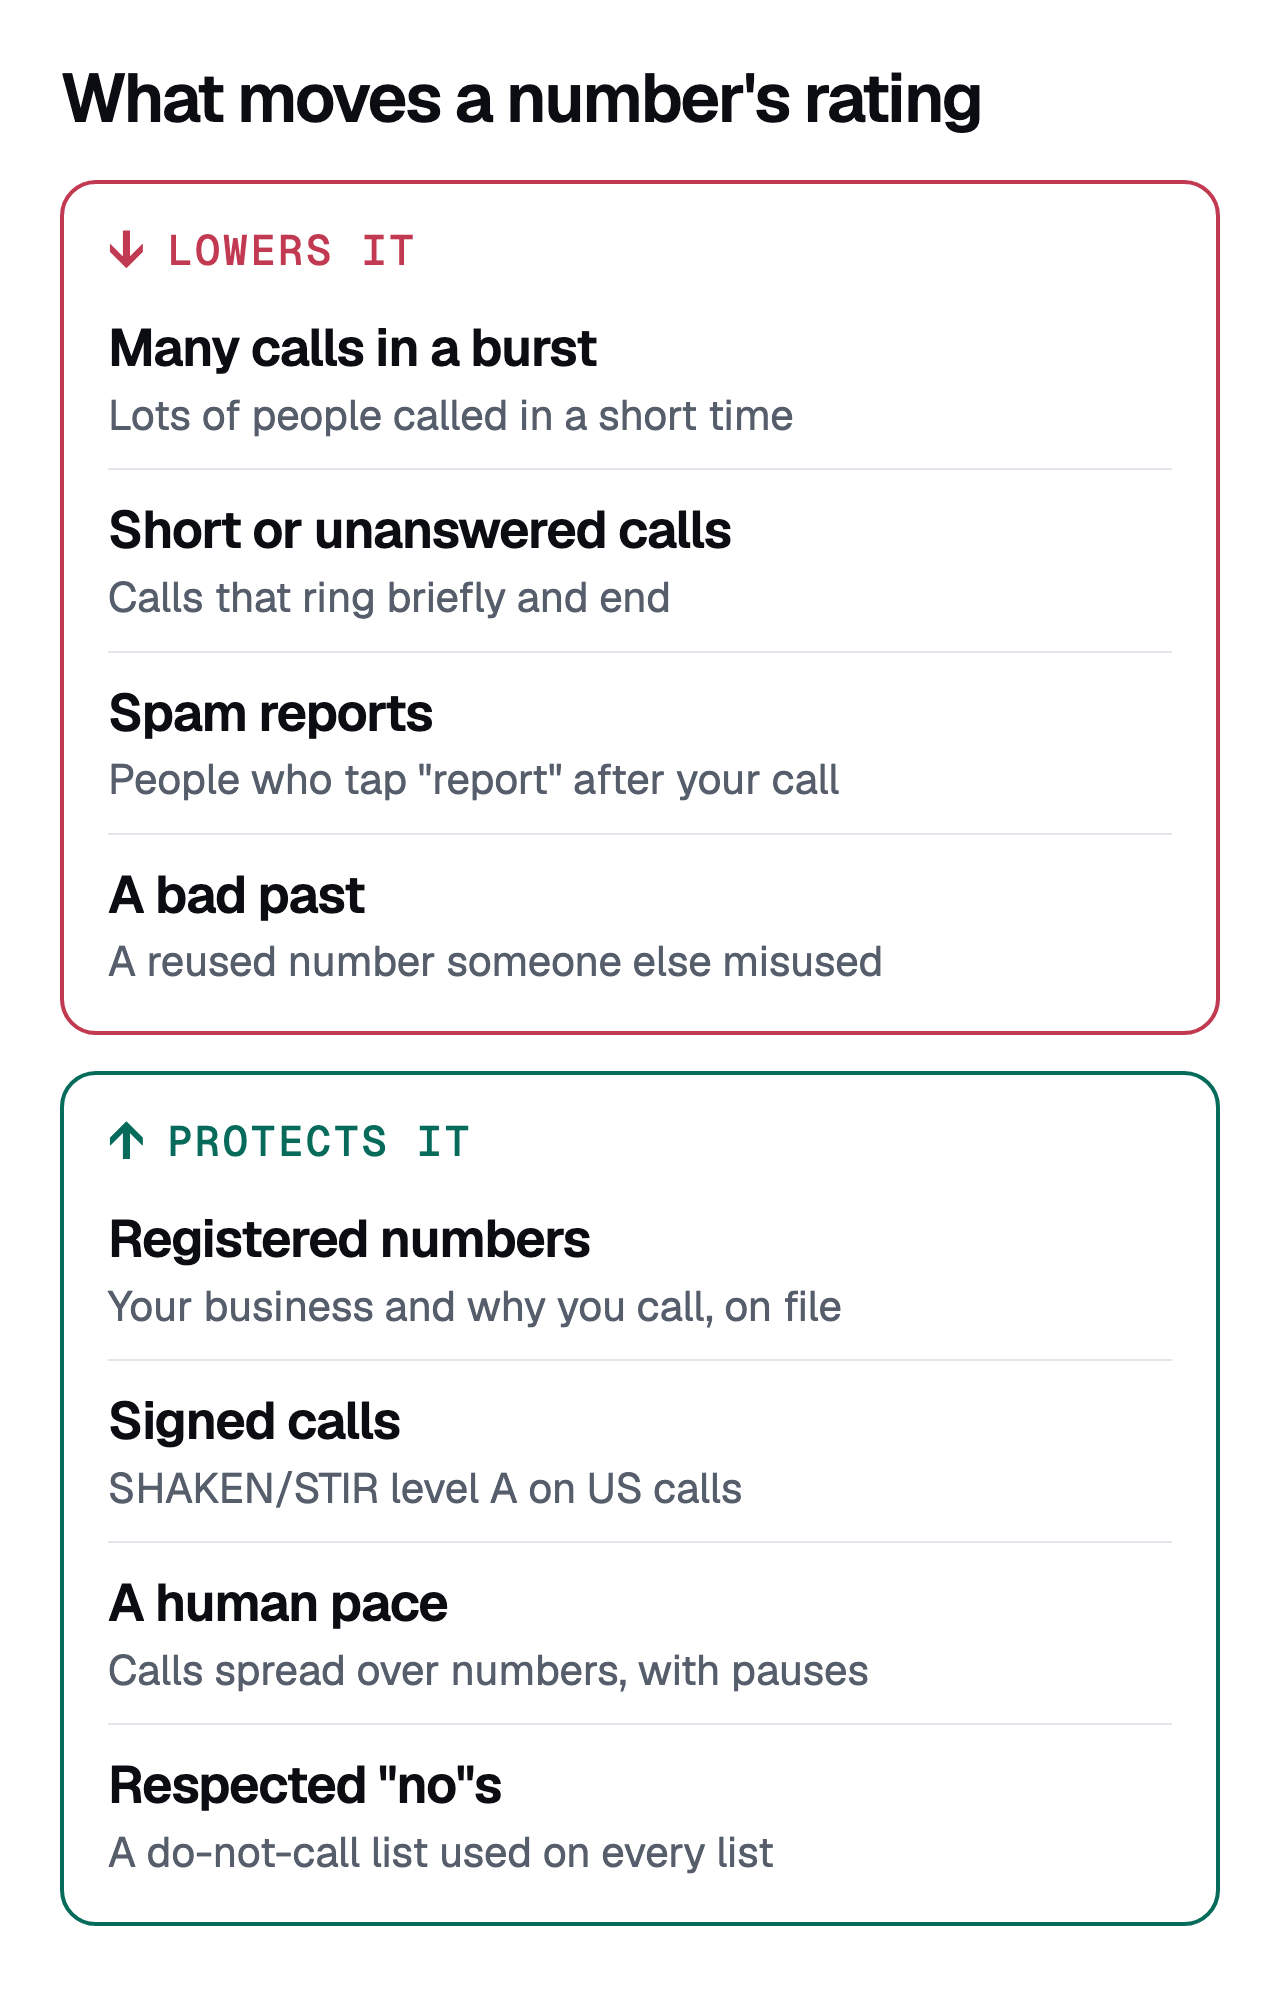 What moves a number's rating
↓ LOWERS IT
Many calls in a burst
Lots of people called in a short time
Short or unanswered calls
Calls that ring briefly and end
Spam reports
People who tap "report" after your call
A bad past
A reused number someone else misused
↑ PROTECTS IT
Registered numbers
Your business and why you call, on file
Signed calls
SHAKEN/STIR level A on US calls
A human pace
Calls spread over numbers, with pauses
Respected "no"s
A do-not-call list used on every list